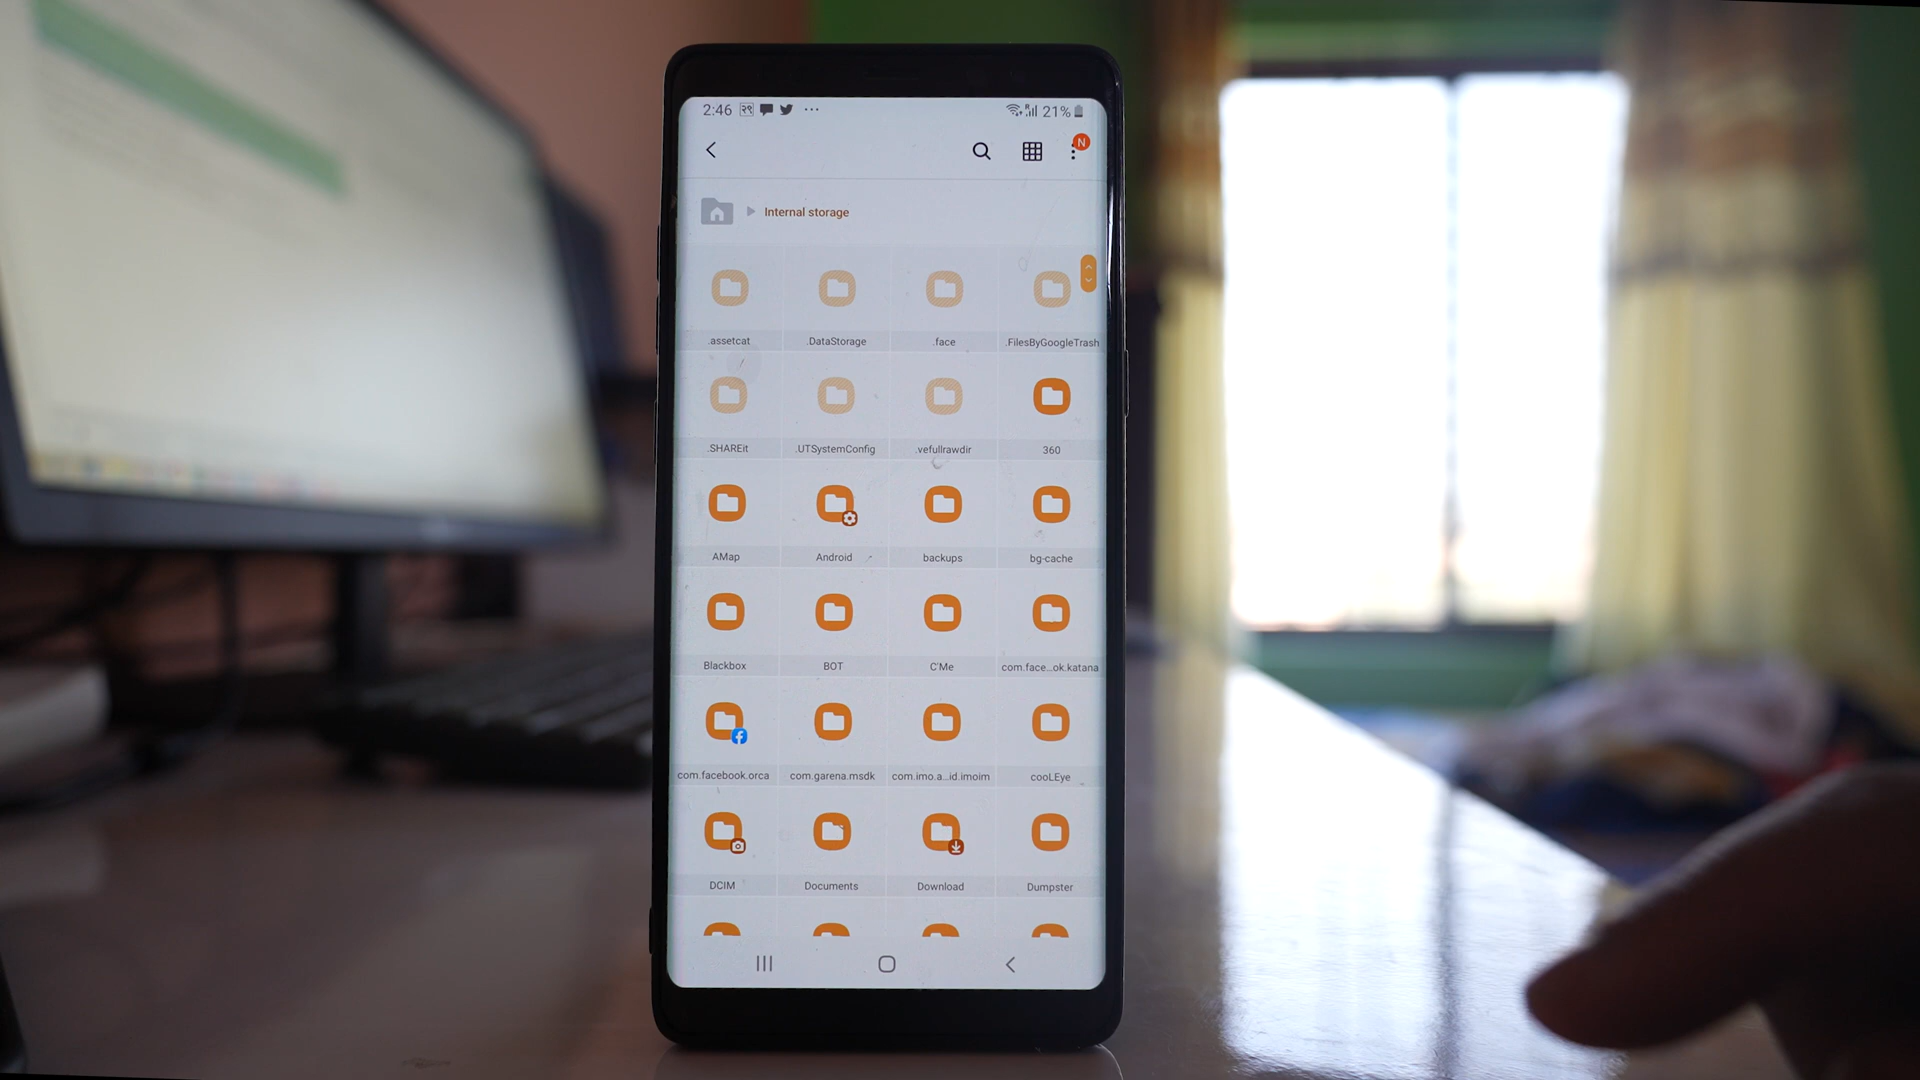 2:46 २९ 21%
N
Internal storage
.assetcat .DataStorage .face .FilesByGoogleTrash
.SHAREit .UTSystemConfig .vefullrawdir 360
AMap Android backups bg-cache
Blackbox BOT C'Me com.face...ok.katana
com.facebook.orca com.garena.msdk com.imo.a...id.imoim cooLEye
DCIM Documents Download Dumpster